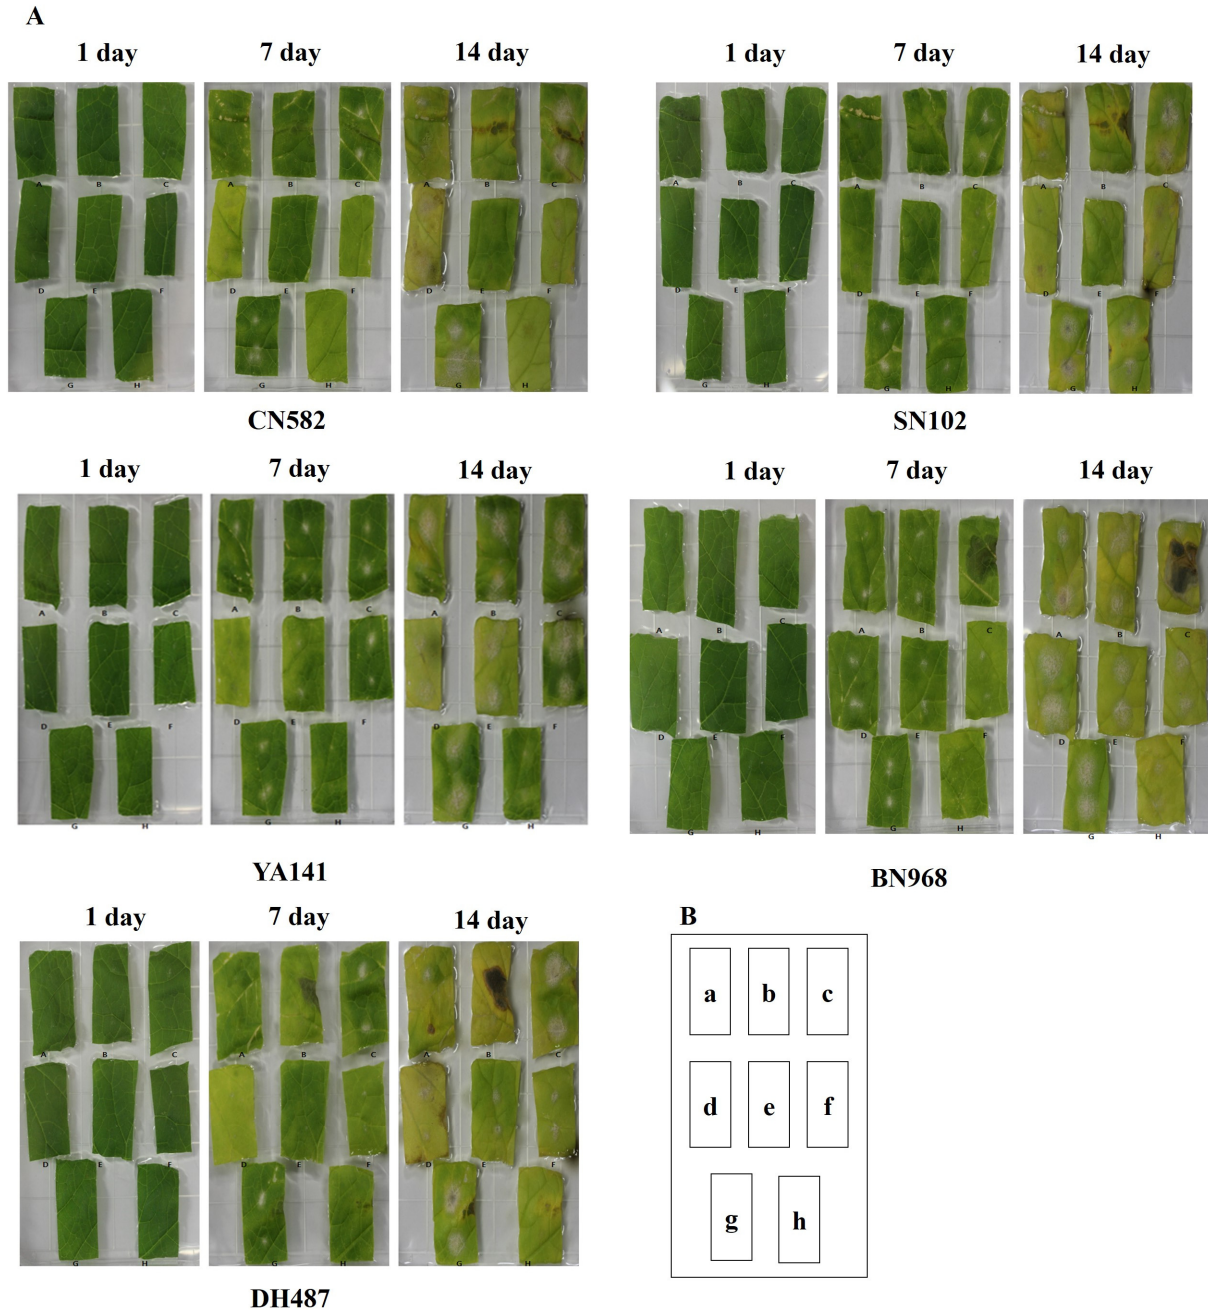 A
1 day 7 day 14 day 1 day 7 day 14 day
A B C A B C A B C A B C A B C A B C
D E F D E F D E F D E F D E F D E F
G H G H G H G H G H G H
CN582 SN102
1 day 7 day 14 day 1 day 7 day 14 day
A B C A B C A B C A B C A B C A B C
D E F D E F D E F D E F D E F D E F
G H G H G H G H G H G H
YA141 BN968
1 day 7 day 14 day B
A B C A B C A B C a b c
D E F D E F D E F d e f
G H G H G H g h
DH487